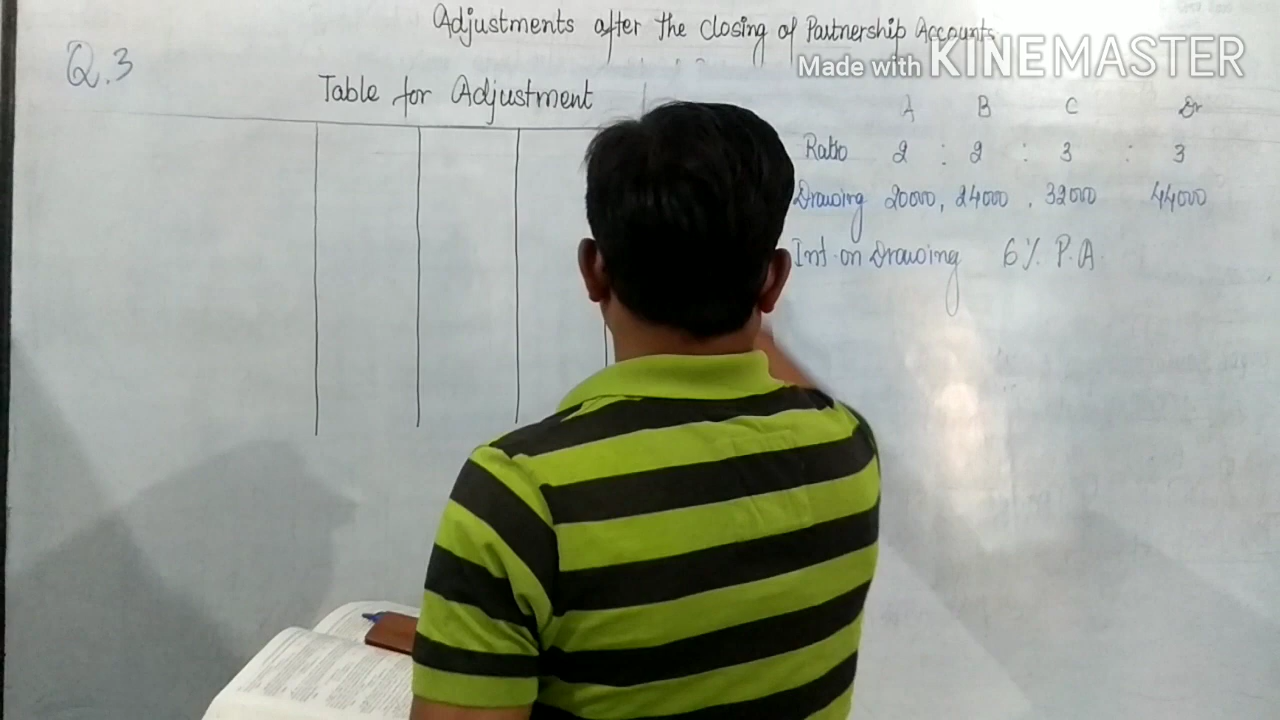 Adjustments after the closing of Partnership Accounts
Made with KINEMASTER
Q.3
Table for Adjustment
A B C Dr
Ratio 2 : 2 : 3 : 3
Drawing 20000, 24000, 32000 44000
Int. on Drawing 6% P.A.